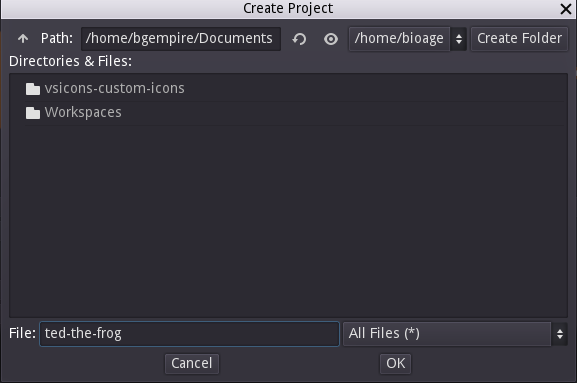 Create Project
Path: /home/bgempire/Documents /home/bioage Create Folder
Directories & Files:
vsicons-custom-icons
Workspaces
File: ted-the-frog All Files (*)
Cancel OK